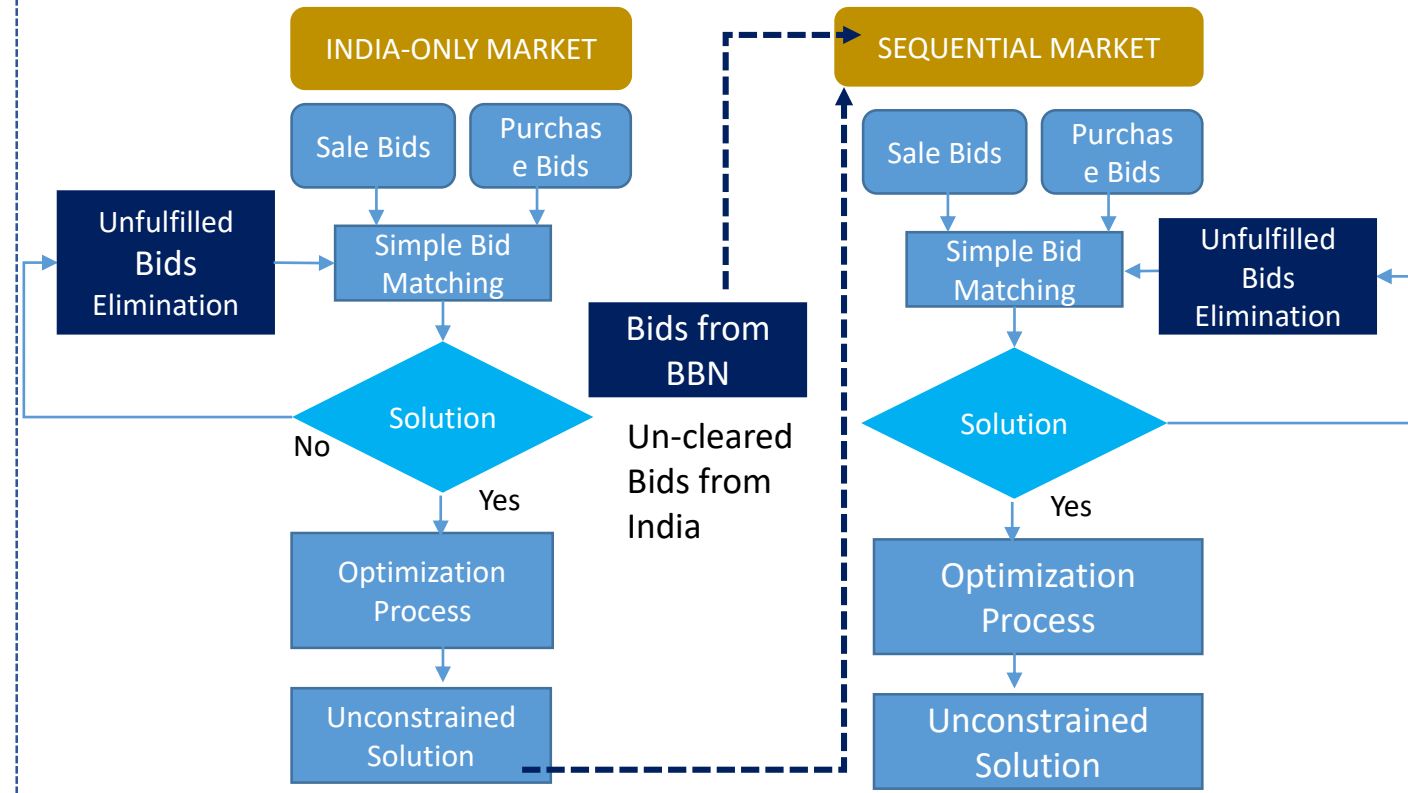 INDIA-ONLY MARKET
Sale Bids
Purchas
e Bids
Unfulfilled
Bids
Elimination
Simple Bid
Matching
Solution
No
Yes
Optimization
Process
Unconstrained
Solution
Bids from
BBN
Un-cleared
Bids from
India
SEQUENTIAL MARKET
Sale Bids
Purchas
e Bids
Simple Bid
Matching
Unfulfilled
Bids
Elimination
Solution
Yes
Optimization
Process
Unconstrained
Solution